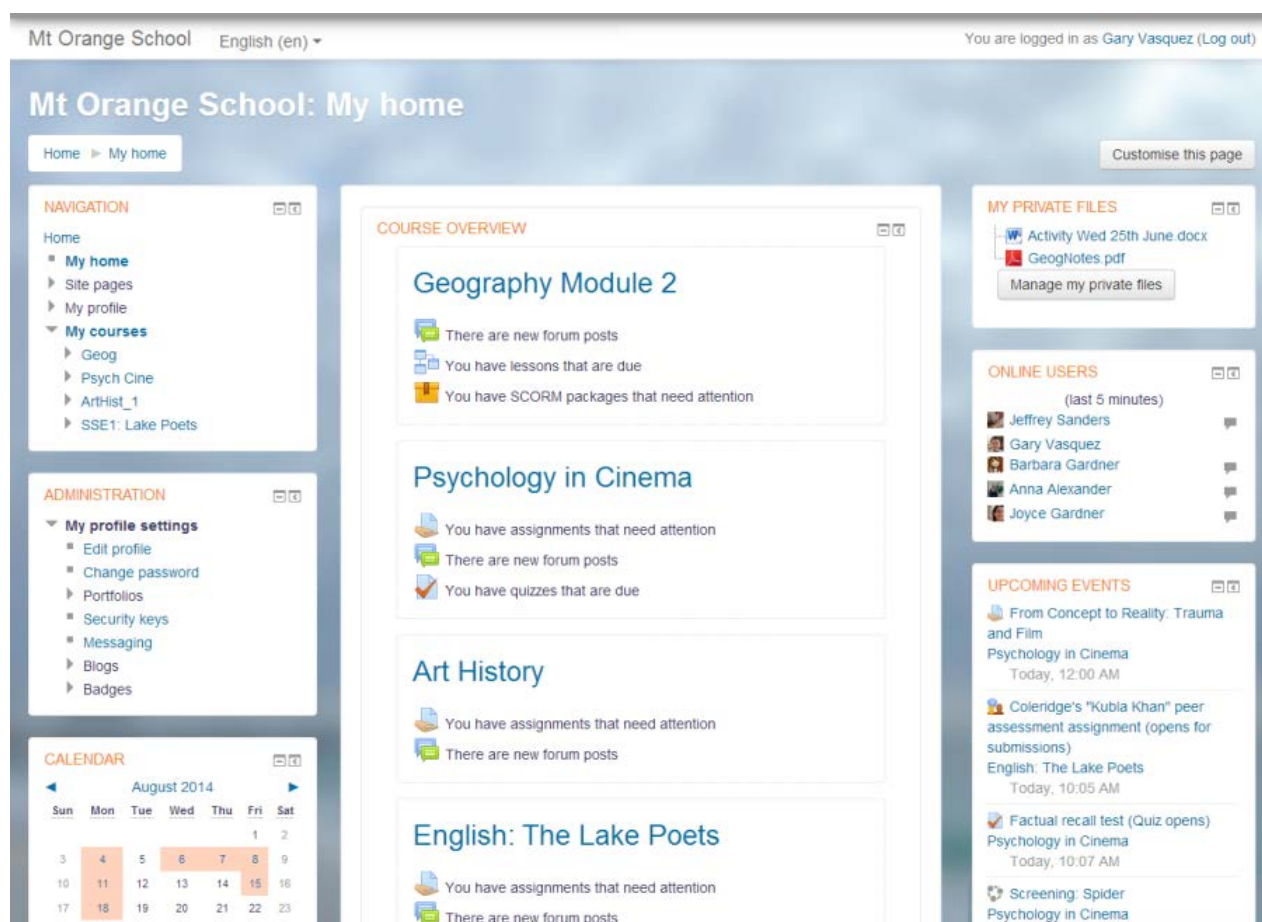 Mt Orange School English (en)
You are logged in as Gary Vasquez (Log out)
Mt Orange School: My home
Home My home
Customise this page
NAVIGATION
Home
My home
Site pages
My profile
My courses
Geog
Psych Cine
ArtHist_1
SSE1: Lake Poets
ADMINISTRATION
My profile settings
Edit profile
Change password
Portfolios
Security keys
Messaging
Blogs
Badges
CALENDAR
August 2014
Sun Mon Tue Wed Thu Fri Sat
1 2
3 4 5 6 7 8 9
10 11 12 13 14 15 16
17 18 19 20 21 22 23
COURSE OVERVIEW
Geography Module 2
There are new forum posts
You have lessons that are due
You have SCORM packages that need attention
Psychology in Cinema
You have assignments that need attention
There are new forum posts
You have quizzes that are due
Art History
You have assignments that need attention
There are new forum posts
English: The Lake Poets
You have assignments that need attention
There are new forum posts
MY PRIVATE FILES
Activity Wed 25th June.docx
GeogNotes.pdf
Manage my private files
ONLINE USERS
(last 5 minutes)
Jeffrey Sanders
Gary Vasquez
Barbara Gardner
Anna Alexander
Joyce Gardner
UPCOMING EVENTS
From Concept to Reality: Trauma
and Film
Psychology in Cinema
Today, 12:00 AM
Coleridge's "Kubla Khan" peer
assessment assignment (opens for
submissions)
English: The Lake Poets
Today, 10:05 AM
Factual recall test (Quiz opens)
Psychology in Cinema
Today, 10:07 AM
Screening: Spider
Psychology in Cinema